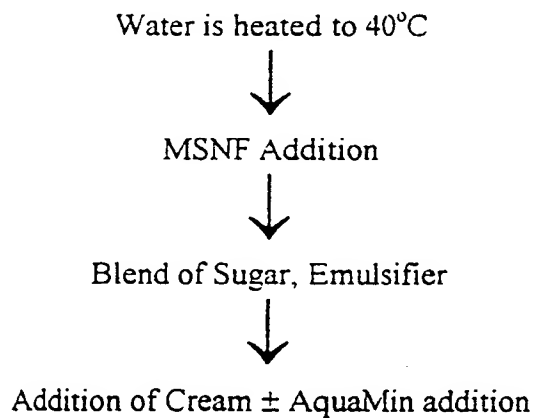 Water is heated to 40°C
MSNF Addition
Blend of Sugar, Emulsifier
Addition of Cream ± AquaMin addition